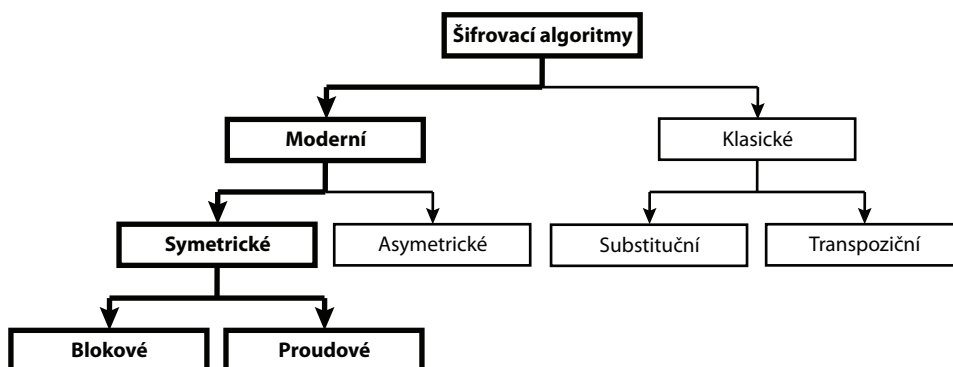 Šifrovací algoritmy
Moderní
Klasické
Symetrické
Asymetrické
Substituční
Transpoziční
Blokové
Proudové